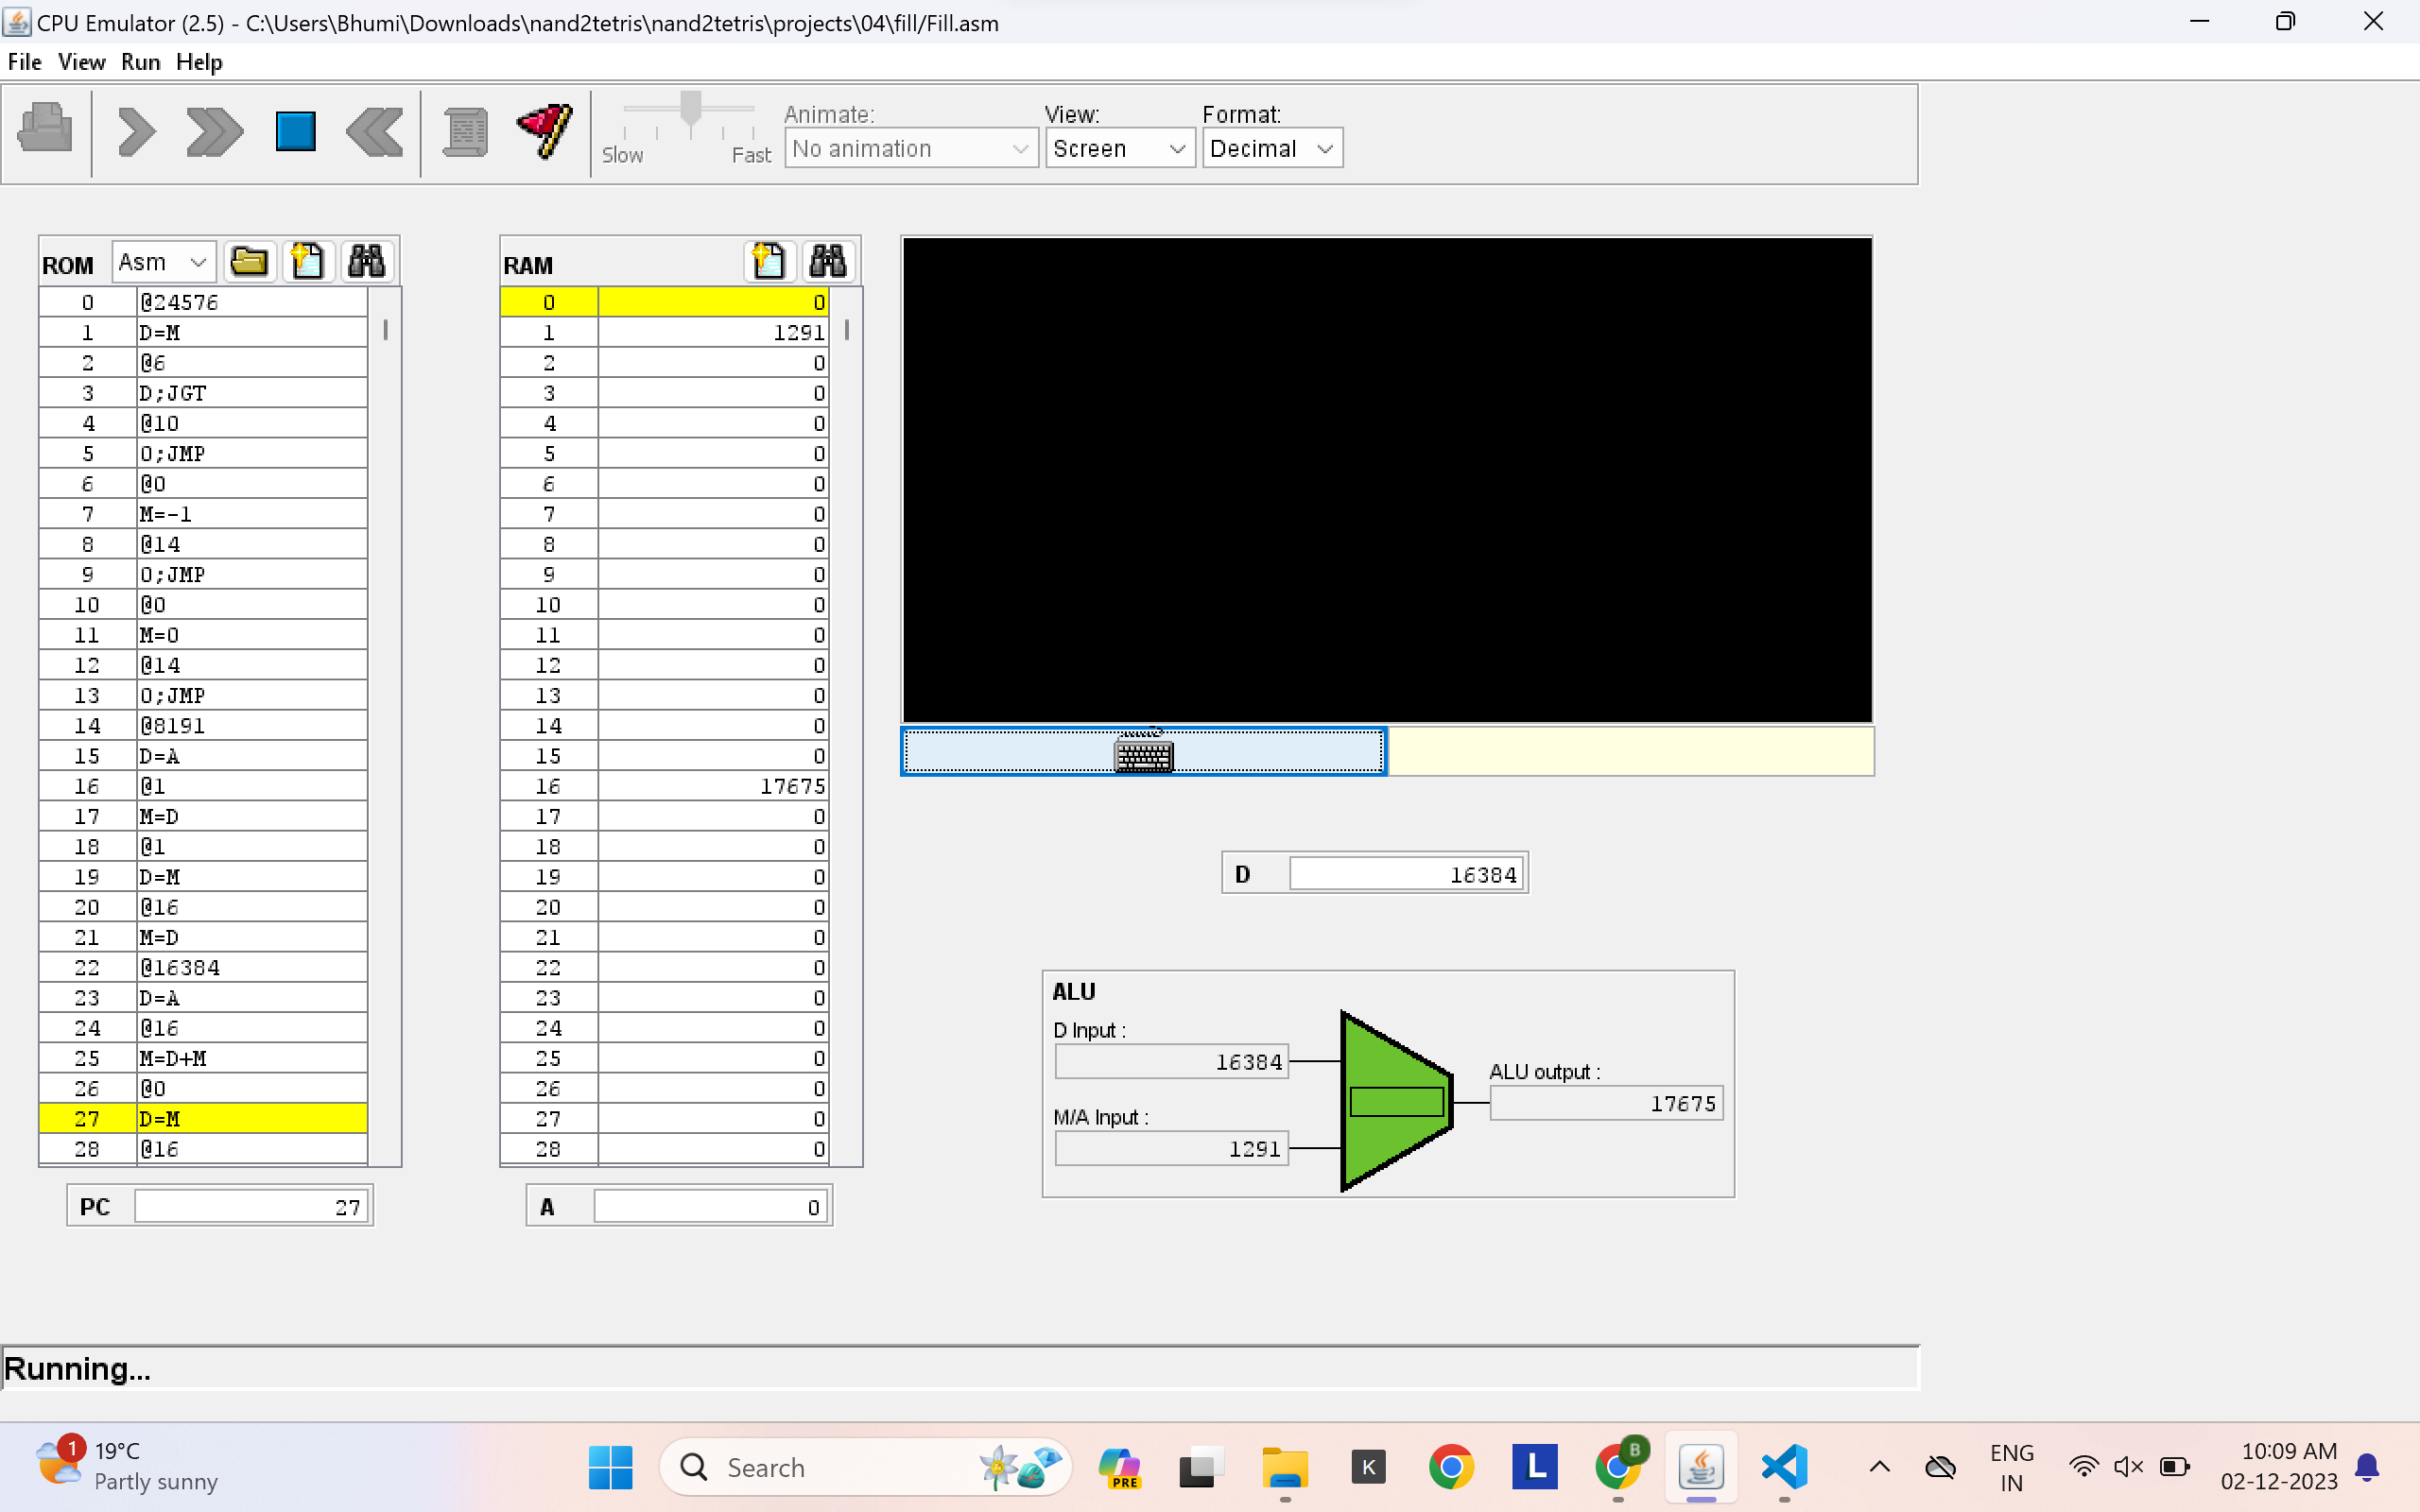 CPU Emulator (2.5) - C:\Users\Bhumi\Downloads\nand2tetris\nand2tetris\projects\04\fill/Fill.asm
File View Run Help
Slow Fast
Animate:
No animation
View:
Screen
Format:
Decimal
ROM Asm
0 @24576
1 D=M
2 @6
3 D;JGT
4 @10
5 0;JMP
6 @0
7 M=-1
8 @14
9 0;JMP
10 @0
11 M=0
12 @14
13 0;JMP
14 @8191
15 D=A
16 @1
17 M=D
18 @1
19 D=M
20 @16
21 M=D
22 @16384
23 D=A
24 @16
25 M=D+M
26 @0
27 D=M
28 @16
PC 27
RAM
0 0
1 1291
2 0
3 0
4 0
5 0
6 0
7 0
8 0
9 0
10 0
11 0
12 0
13 0
14 0
15 0
16 17675
17 0
18 0
19 0
20 0
21 0
22 0
23 0
24 0
25 0
26 0
27 0
28 0
A 0
D 16384
ALU
D Input :
16384
M/A Input :
1291
ALU output :
17675
Running...
1
19°C
Partly sunny
Search
PRE
K
L
B
ENG
IN
10:09 AM
02-12-2023